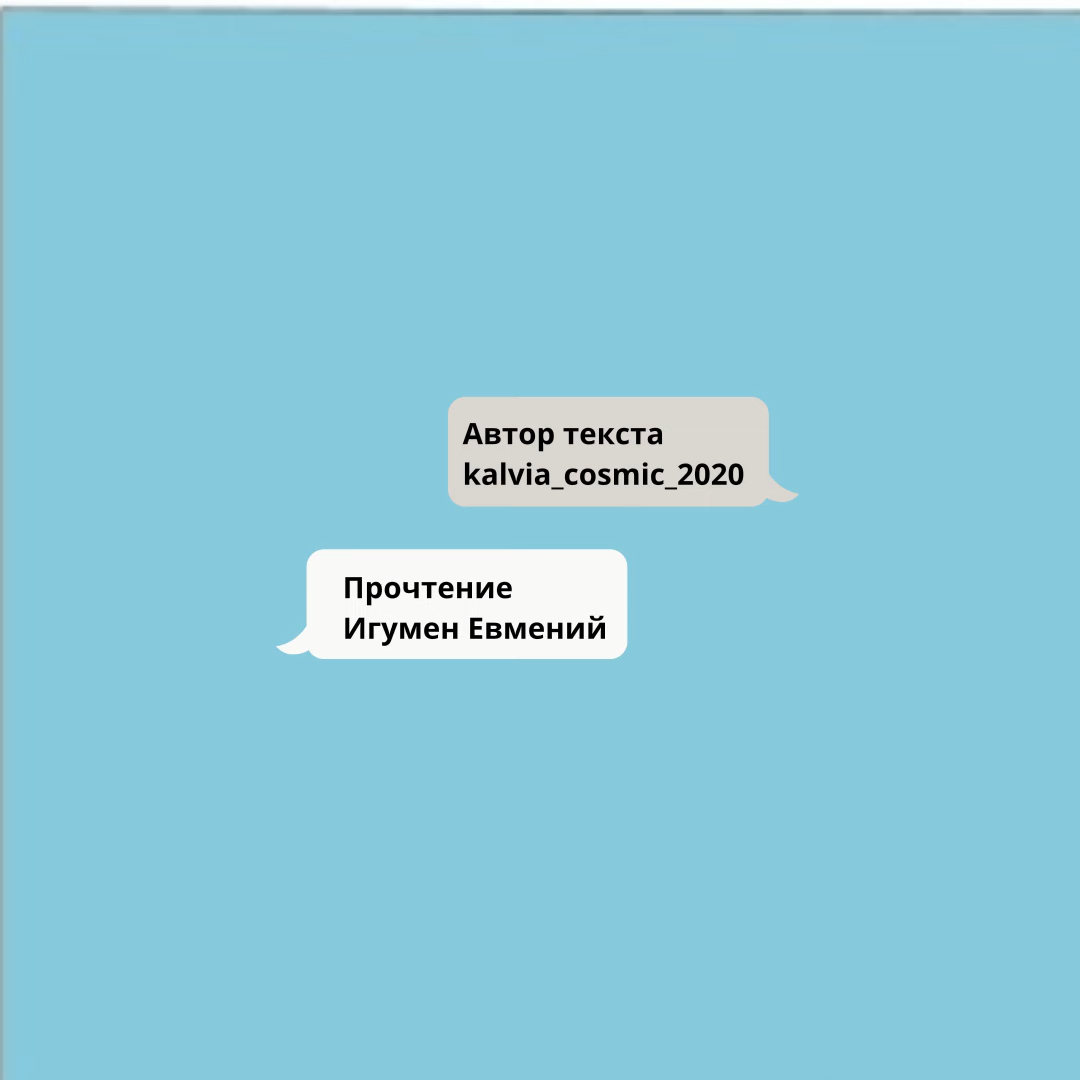 Автор текста
kalvia_cosmic_2020
Прочтение
Игумен Евмений